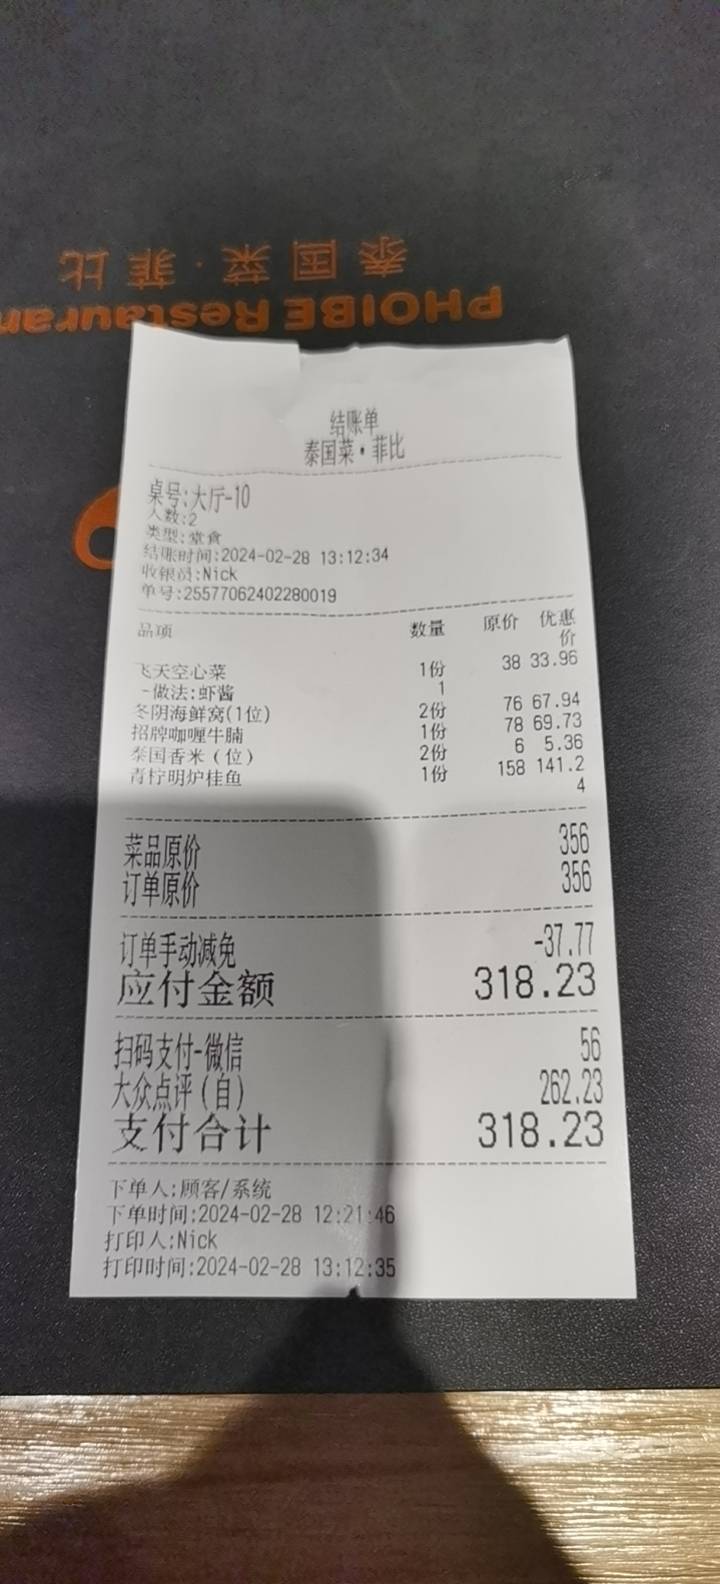 泰国菜·菲比
PHOIBE Restauran
结账单
泰国菜·菲比
桌号:大厅-10
人数:2
类型:堂食
结账时间:2024-02-28 13:12:34
收银员:Nick
单号:25577062402280019
品项 数量 原价 优惠价
飞天空心菜 1份 38 33.96
-做法:虾酱 1
冬阴海鲜窝(1位) 2份 76 67.94
招牌咖喱牛腩 1份 78 69.73
泰国香米(位) 2份 6 5.36
青柠明炉桂鱼 1份 158 141.24
菜品原价 356
订单原价 356
订单手动减免 -37.77
应付金额 318.23
扫码支付-微信 56
大众点评(自) 262.23
支付合计 318.23
下单人:顾客/系统
下单时间:2024-02-28 12:21:46
打印人:Nick
打印时间:2024-02-28 13:12:35